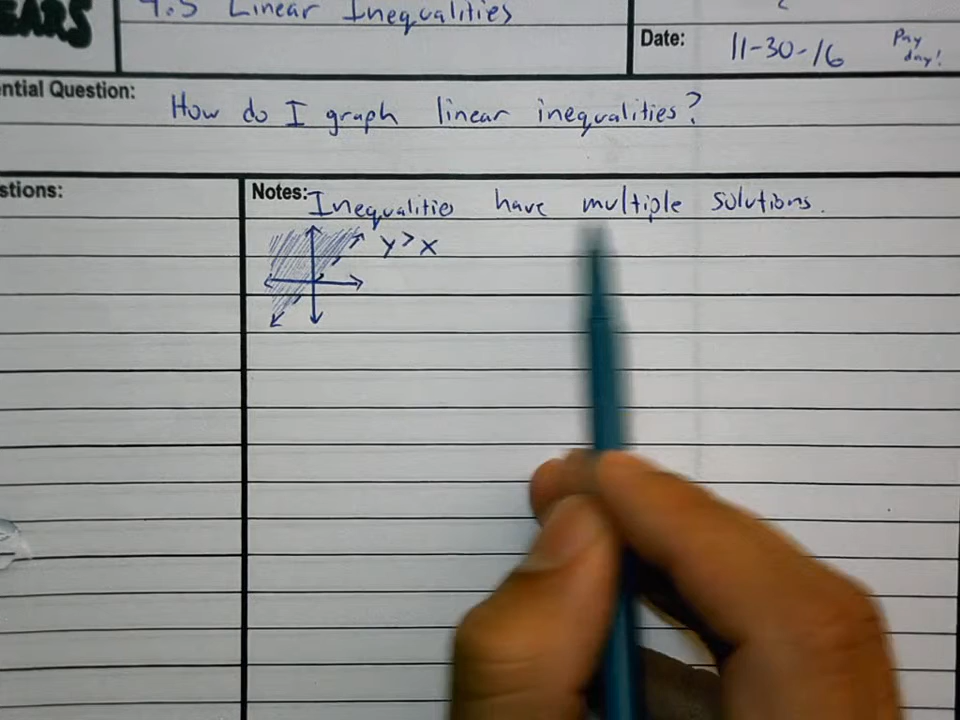 EARS
4.5 Linear Inequalities
Date: 11-30-16 Pay day!
ntial Question: How do I graph linear inequalities?
stions:
Notes: Inequalities have multiple solutions.
y > x